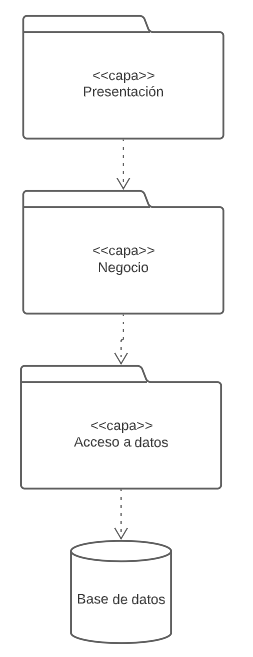 <<capa>>
Presentación
<<capa>>
Negocio
<<capa>>
Acceso a datos
Base de datos